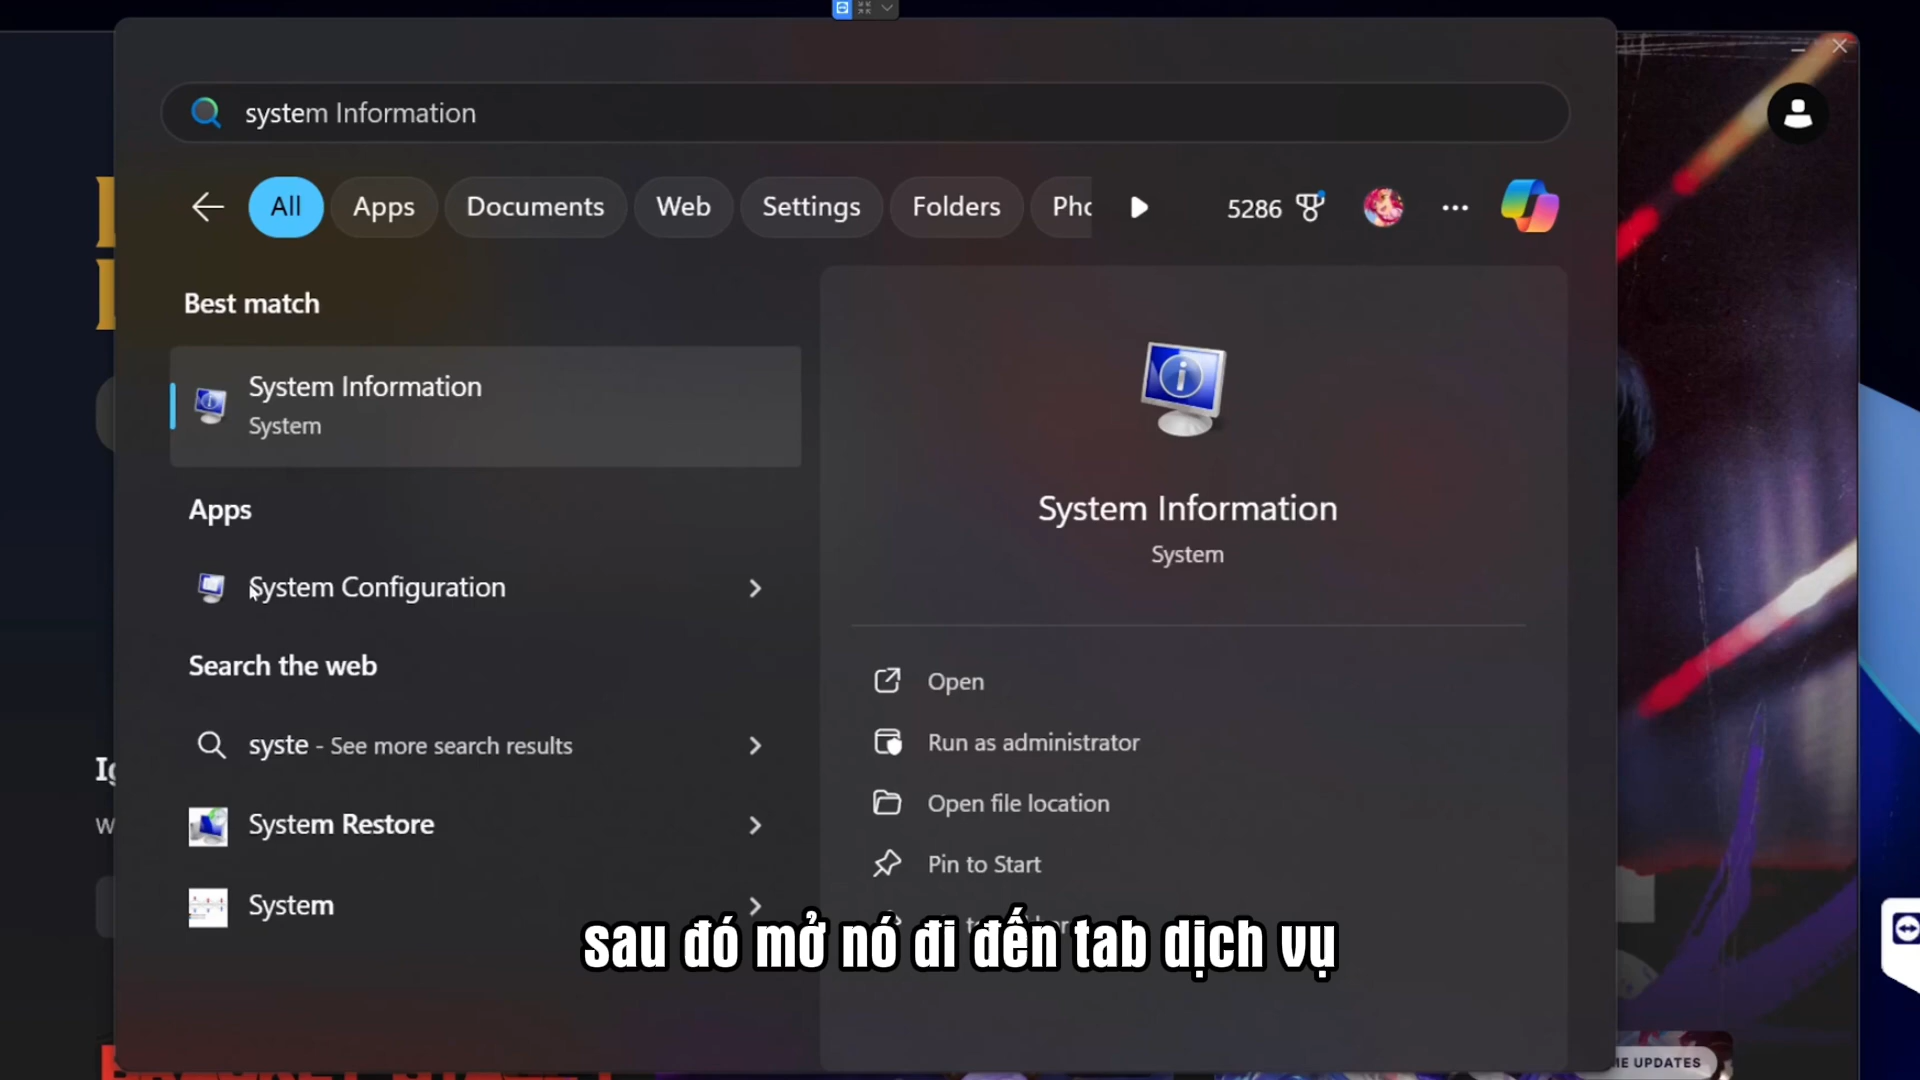 system Information
All
Apps
Documents
Web
Settings
Folders
5286
Best match
System Information
System
Apps
System Configuration
Search the web
syste - See more search results
System Restore
System
System Information
System
Open
Run as administrator
Open file location
Pin to Start
sau đó mở nó đi đến tab dịch vụ